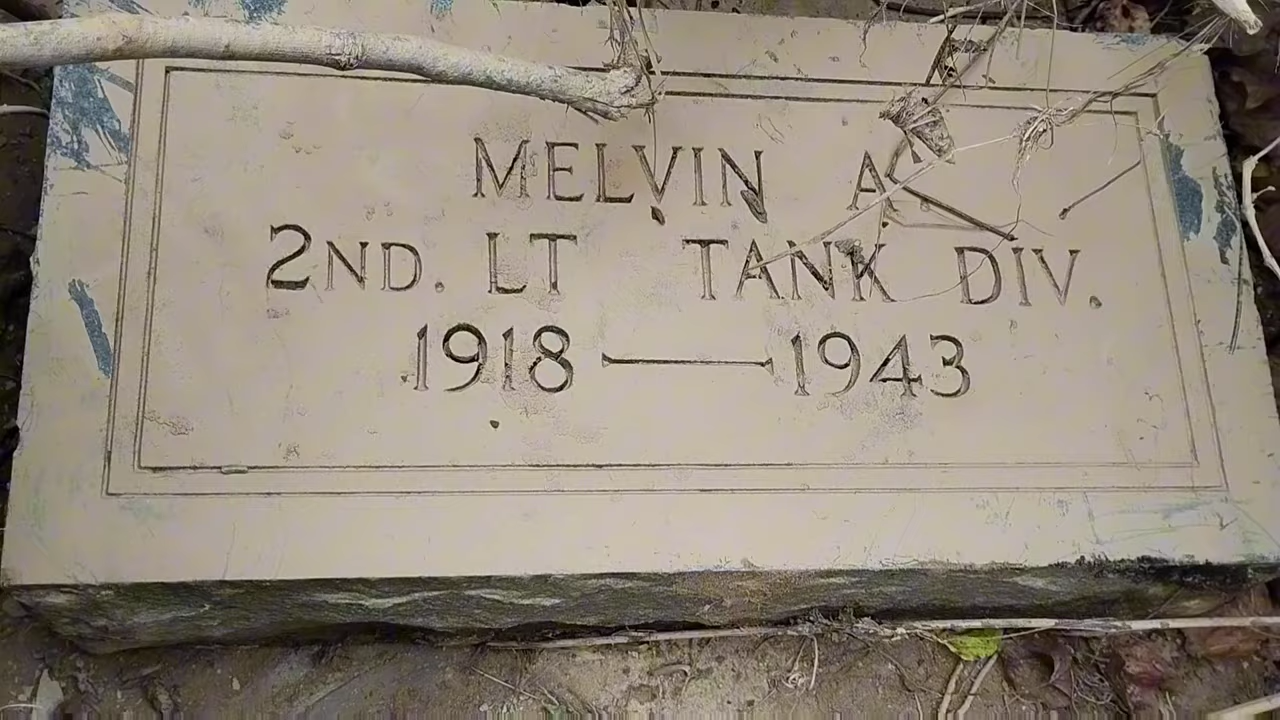 MELVIN A.
2ND. LT TANK DIV.
1918 — 1943